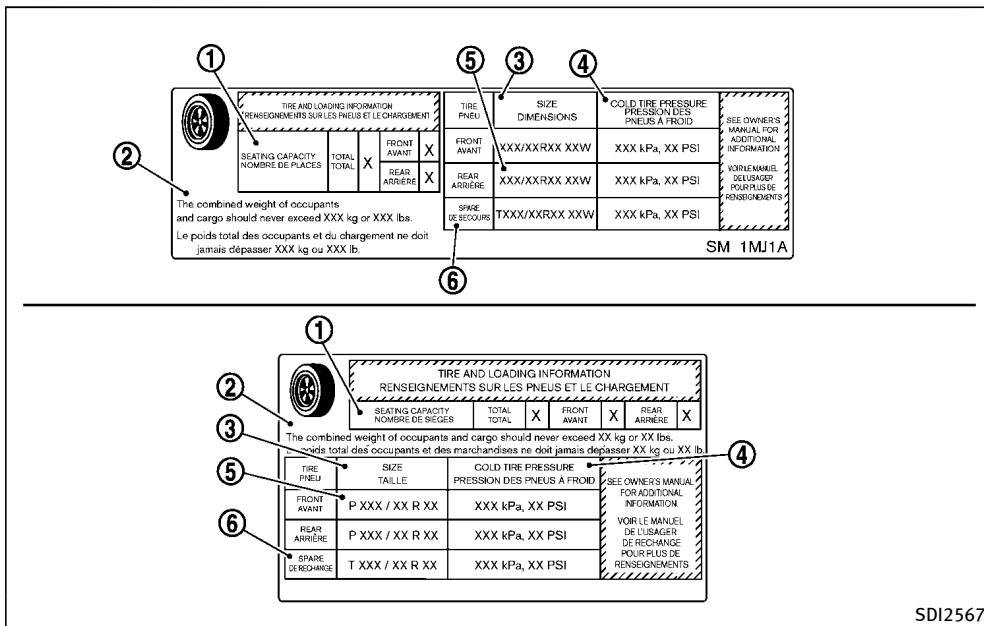 ① ⑤ ③ ④
②
TIRE AND LOADING INFORMATION
RENSEIGNEMENTS SUR LES PNEUS ET LE CHARGEMENT
SEATING CAPACITY
NOMBRE DE PLACES
TOTAL
TOTAL
X
FRONT
AVANT
X
REAR
ARRIÈRE
X
The combined weight of occupants
and cargo should never exceed XXX kg or XXX lbs.
Le poids total des occupants et du chargement ne doit
jamais dépasser XXX kg ou XXX lb.
TIRE
PNEU
SIZE
DIMENSIONS
COLD TIRE PRESSURE
PRESSION DES
PNEUS À FROID
FRONT
AVANT
XXX/XXRXX XXW
XXX kPa, XX PSI
REAR
ARRIÈRE
XXX/XXRXX XXW
XXX kPa, XX PSI
SPARE
DE SECOURS
TXXX/XXRXX XXW
XXX kPa, XX PSI
SEE OWNER'S
MANUAL FOR
ADDITIONAL
INFORMATION
VOIR LE MANUEL
DE L'USAGER
POUR PLUS DE
RENSEIGNEMENTS
SM 1MJ1A
⑥
①
②
③
④
⑤
⑥
TIRE AND LOADING INFORMATION
RENSEIGNEMENTS SUR LES PNEUS ET LE CHARGEMENT
SEATING CAPACITY
NOMBRE DE SIÈGES
TOTAL
TOTAL
X
FRONT
AVANT
X
REAR
ARRIÈRE
X
The combined weight of occupants and cargo should never exceed XX kg or XX lbs.
Le poids total des occupants et des marchandises ne doit jamais dépasser XX kg ou XX lb.
TIRE
PNEU
SIZE
TAILLE
COLD TIRE PRESSURE
PRESSION DES PNEUS À FROID
FRONT
AVANT
P XXX / XX R XX
XXX kPa, XX PSI
REAR
ARRIÈRE
P XXX / XX R XX
XXX kPa, XX PSI
SPARE
DE RECHANGE
T XXX / XX R XX
XXX kPa, XX PSI
SEE OWNER'S MANUAL
FOR ADDITIONAL
INFORMATION.
VOIR LE MANUEL
DE L'USAGER
DE RECHANGE
POUR PLUS DE
RENSEIGNEMENTS
SDI2567